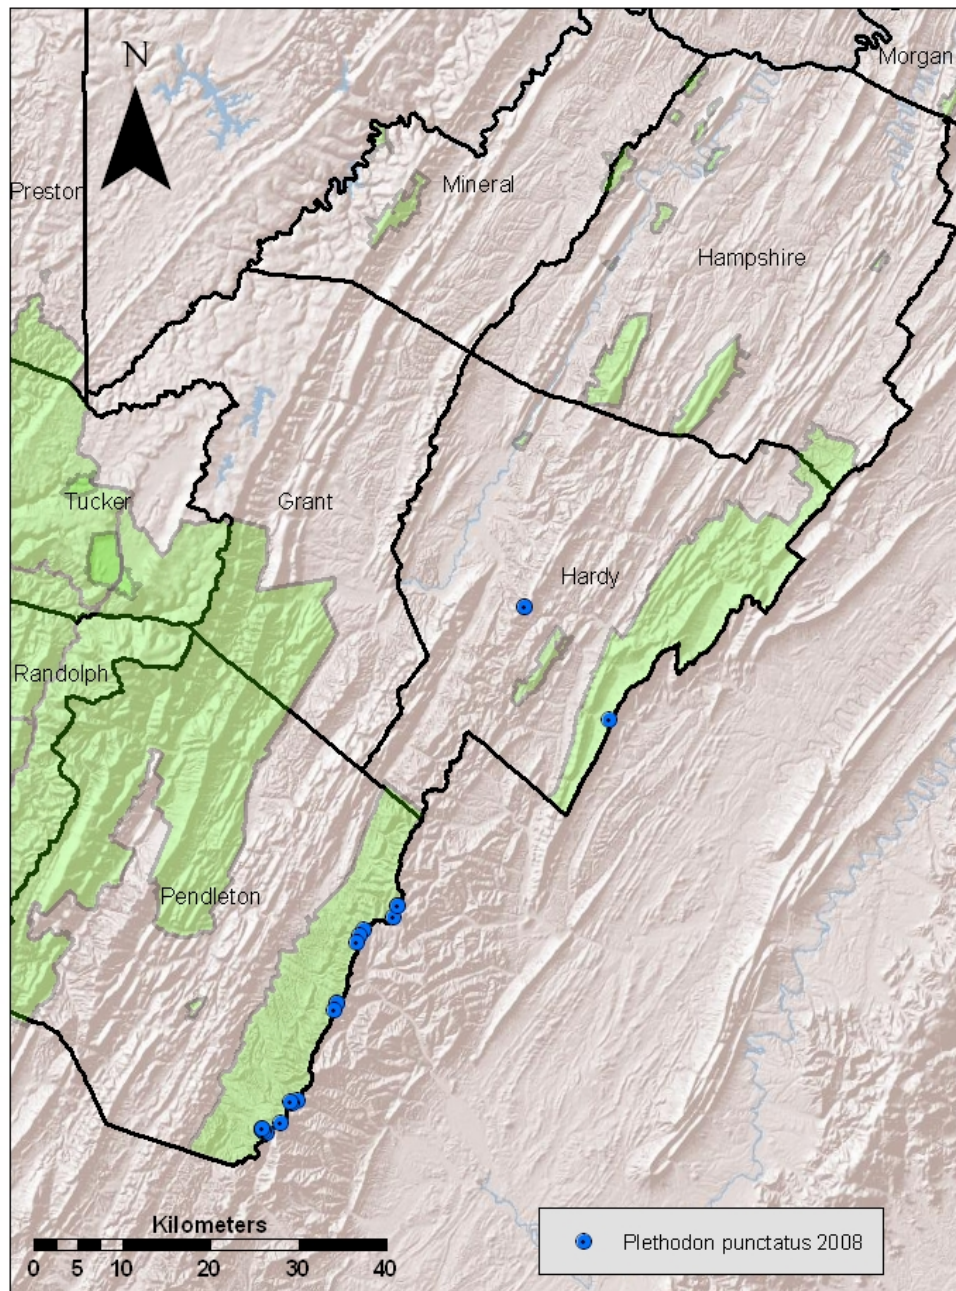 N
Morgan
Preston
Mineral
Hampshire
Tucker
Grant
Hardy
Randolph
Pendleton
Kilometers
0 5 10 20 30 40
Plethodon punctatus 2008